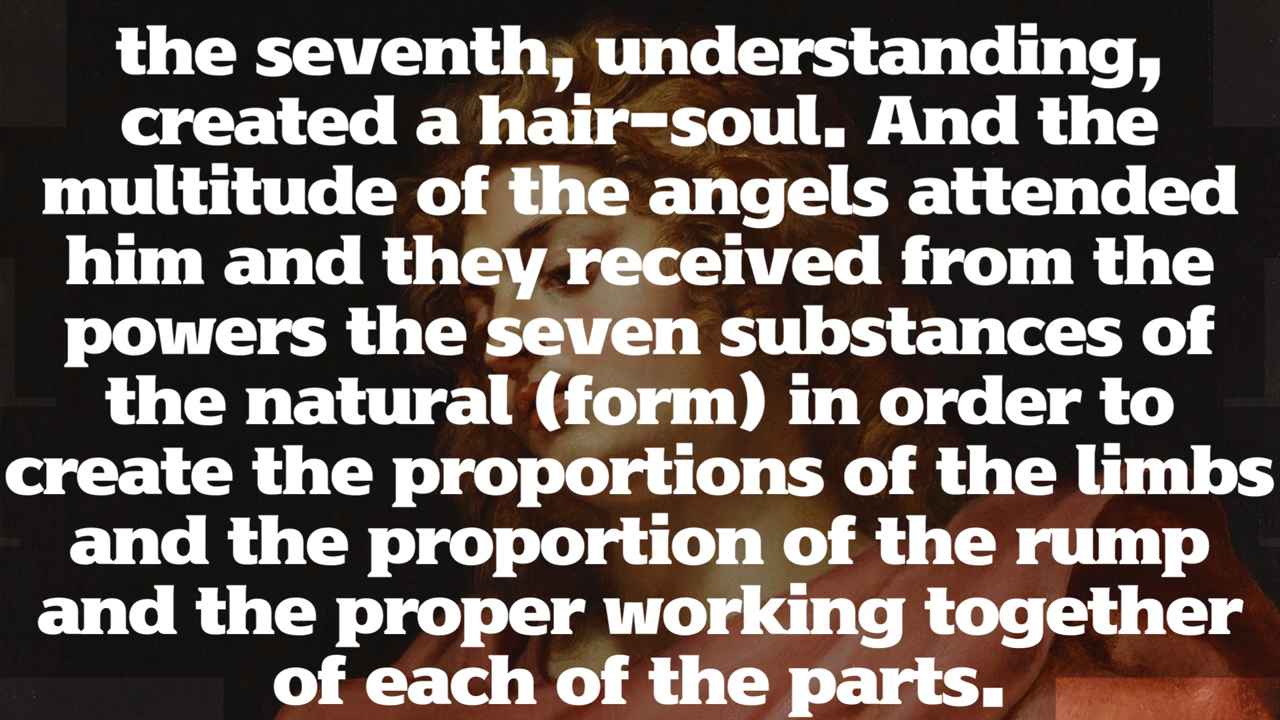 the seventh, understanding,
created a hair-soul. And the
multitude of the angels attended
him and they received from the
powers the seven substances of
the natural (form) in order to
create the proportions of the limbs
and the proportion of the rump
and the proper working together
of each of the parts.